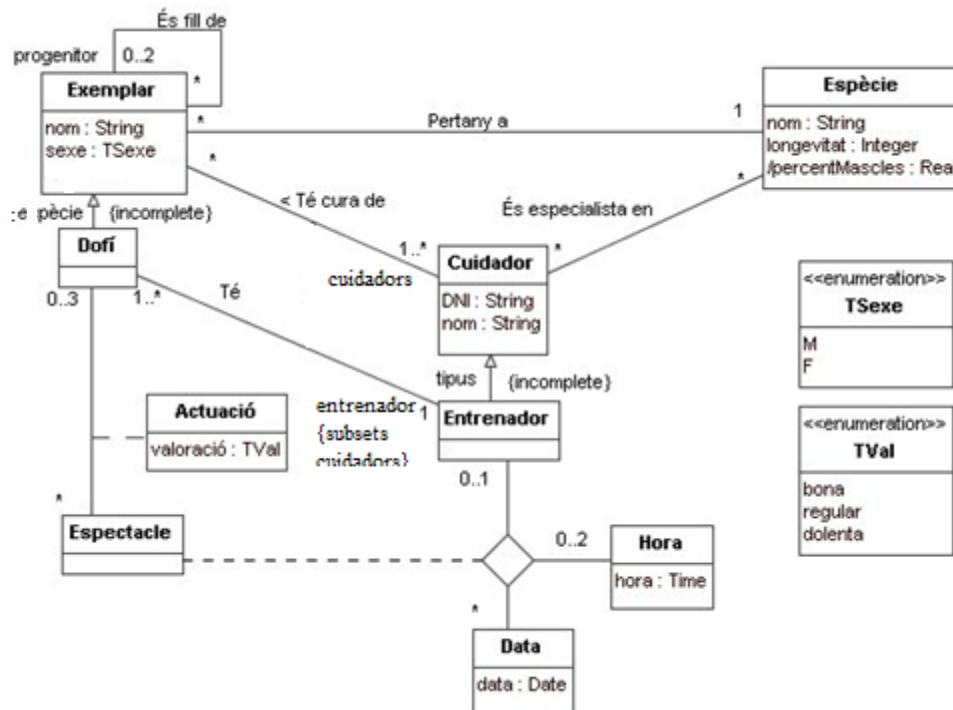 És fill de
progenitor
0..2
*
Exemplar
nom : String
sexe : TSexe
*
Pertany a
1
Espècie
nom : String
longevitat : Integer
/percentMascles : Rea
*
< Té cura de
1..*
cuidadors
*
És especialista en
*
{incomplete}
Dofí
0..3
1..*
Té
Cuidador
DNI : String
nom : String
tipus
{incomplete}
entrenador
{subsets
cuidadors}
1
Entrenador
0..1
<<enumeration>>
TSexe
M
F
<<enumeration>>
TVal
bona
regular
dolenta
Actuació
valoració : TVal
*
Espectacle
0..2
Hora
hora : Time
*
Data
data : Date